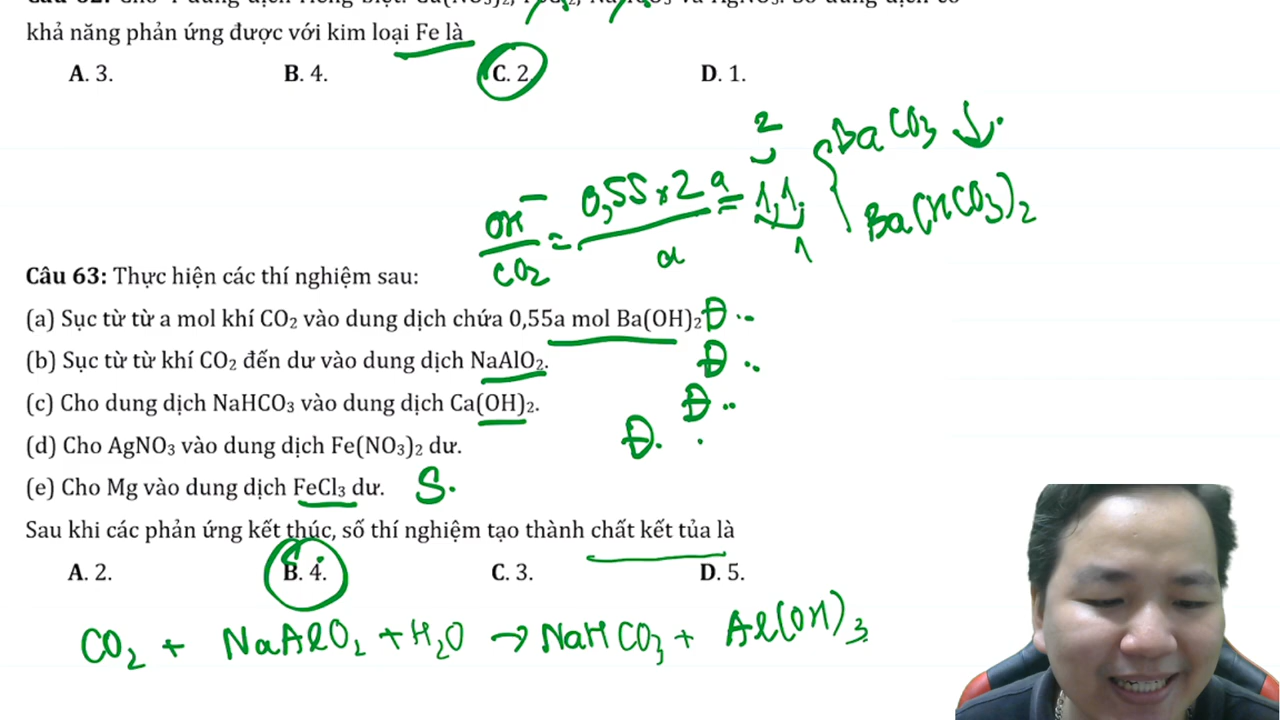 khả năng phản ứng được với kim loại Fe là
A. 3. B. 4. C. 2 D. 1.
2
OH⁻/CO₂ = 0,55 x 2a/a = 1,1.
1
BaCO₃ ↓
Ba(HCO₃)₂
Câu 63: Thực hiện các thí nghiệm sau:
(a) Sục từ từ a mol khí CO₂ vào dung dịch chứa 0,55a mol Ba(OH)₂ Đ
(b) Sục từ từ khí CO₂ đến dư vào dung dịch NaAlO₂. Đ
(c) Cho dung dịch NaHCO₃ vào dung dịch Ca(OH)₂. Đ
(d) Cho AgNO₃ vào dung dịch Fe(NO₃)₂ dư. Đ.
(e) Cho Mg vào dung dịch FeCl₃ dư. S.
Sau khi các phản ứng kết thúc, số thí nghiệm tạo thành chất kết tủa là
A. 2. B. 4. C. 3. D. 5.
CO₂ + NaAlO₂ + H₂O → NaHCO₃ + Al(OH)₃